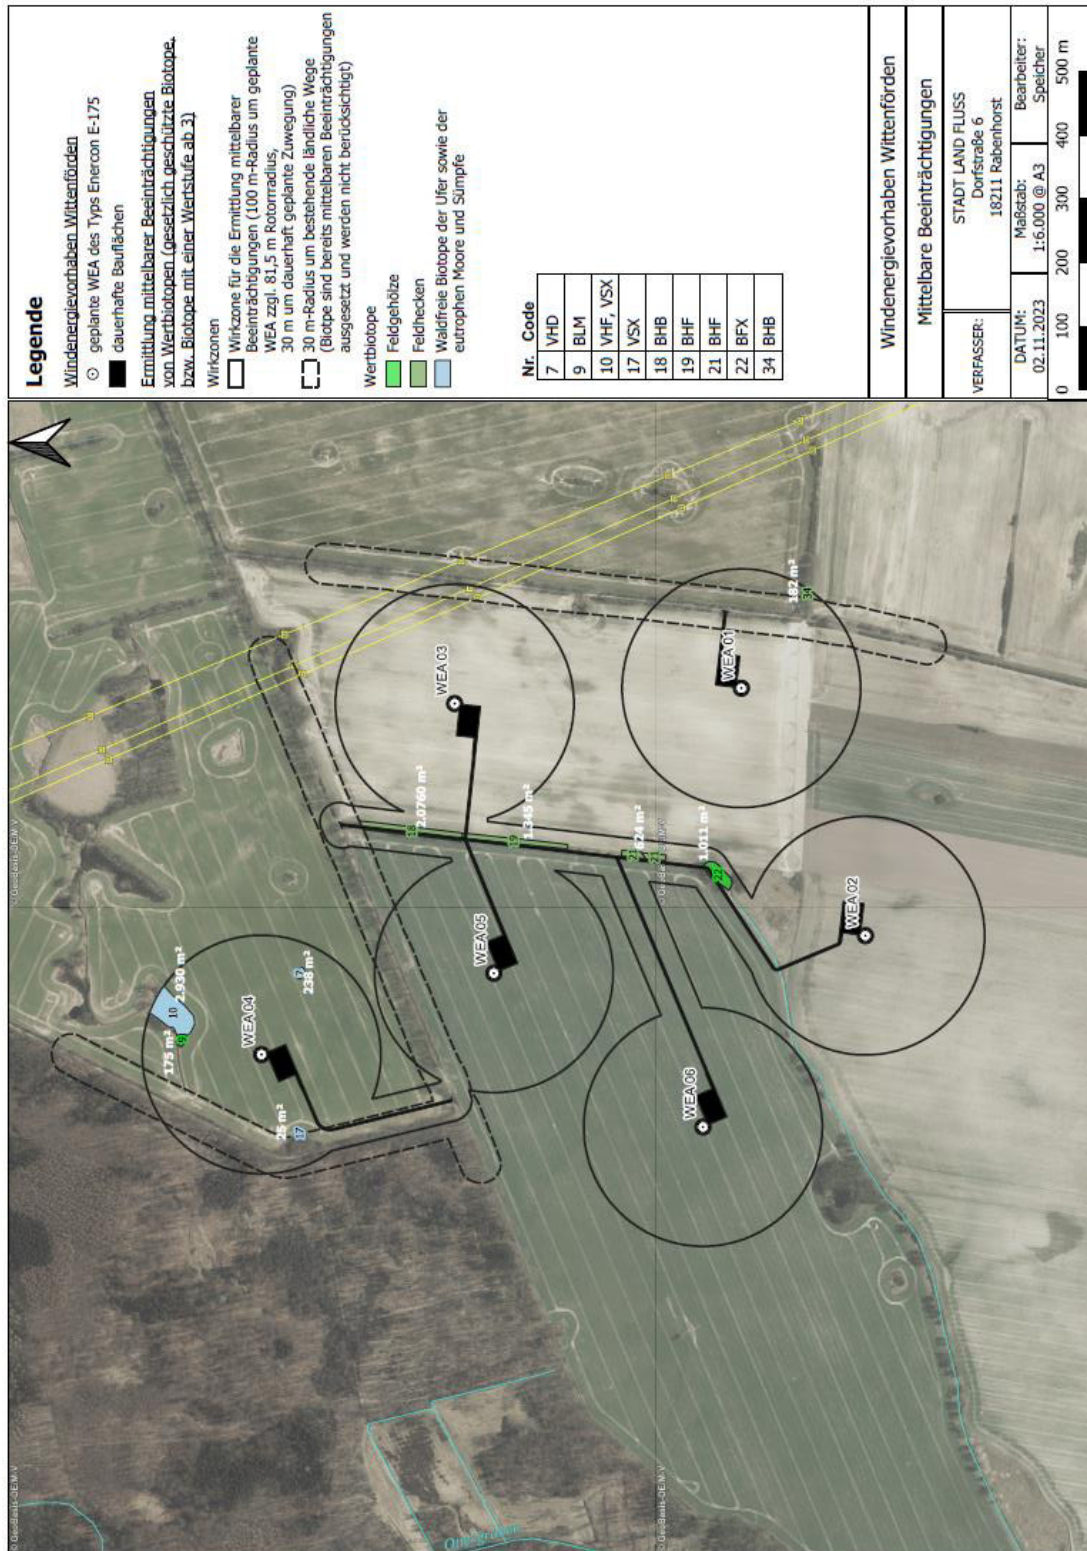 Legende
Windenergievorhaben Wittenförden
geplante WEA des Typs Enercon E-175
dauerhafte Bauflächen
Ermittlung mittelbarer Beeinträchtigungen
von Wertbiotopen (gesetzlich geschützte Biotope,
bzw. Biotope mit einer Wertstufe ab 3)
Wirkzonen
Wirkzone für die Ermittlung mittelbarer
Beeinträchtigungen (100 m-Radius um geplante
WEA zzgl. 81,5 m Rotorradius,
30 m um dauerhaft geplante Zuwegung)
30 m-Radius um bestehende ländliche Wege
(Biotpe sind bereits mittelbaren Beeinträchtigungen
ausgesetzt und werden nicht berücksichtigt)
Wertbiotope
Feldgehölze
Feldhecken
Waldfreie Biotope der Ufer sowie der
eutrophen Moore und Sümpfe
Nr. Code
7 VHD
9 BLM
10 VHF, VSX
17 VSX
18 BHB
19 BHF
21 BHF
22 BFX
34 BHB
Windenergievorhaben Wittenförden
Mittelbare Beeinträchtigungen
VERFASSER:
STADT LAND FLUSS
Dorfstraße 6
18211 Rabenhorst
DATUM:
02.11.2023
Maßstab:
1:6.000 @ A3
Bearbeiter:
Speicher
0 100 200 300 400 500 m
© GeoBasis-DE/M-V
© GeoBasis-DE/M-V
175 m²
9
10
2.930 m²
WEA 04
25 m²
17
7
238 m²
WEA 03
18
2.0760 m²
WEA 05
19
1.345 m²
21
624 m²
21
1.011 m²
22
WEA 06
WEA 01
182 m²
34
WEA 02